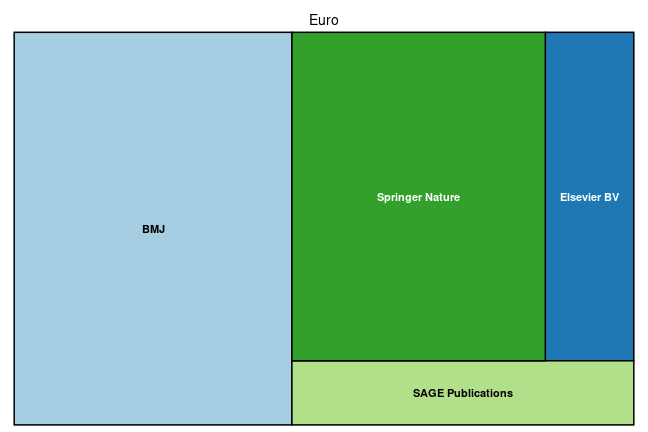 Euro
Springer Nature
Elsevier BV
BMJ
SAGE Publications